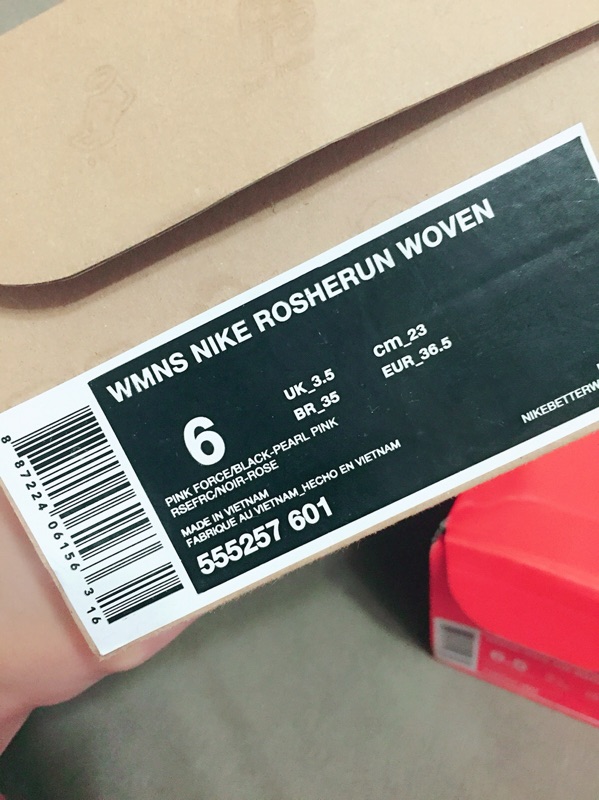 WMNS NIKE ROSHERUN WOVEN
6
UK_3.5
cm_23
BR_35
EUR_36.5
PINK FORCE/BLACK-PEARL PINK
RSEFRC/NOIR-ROSE
MADE IN VIETNAM
FABRIQUE AU VIETNAM_HECHO EN VIETNAM
555257 601
NIKEBETTERW
8 87224 06156 3 16